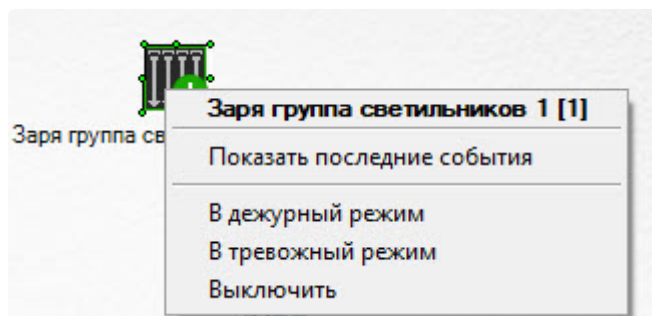 Заря группа светильников 1 [1]
Заря группа св
Показать последние события
В дежурный режим
В тревожный режим
Выключить